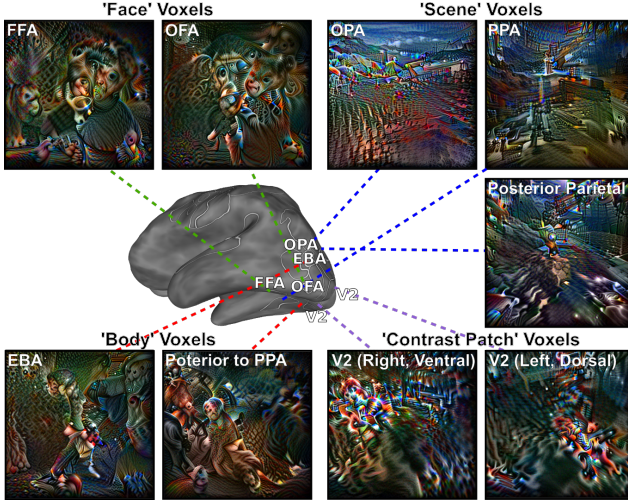 'Face' Voxels
'Scene' Voxels
FFA
OFA
OPA
PPA
Posterior Parietal
OPA
EBA
FFA
OFA
V2
V2
'Body' Voxels
'Contrast Patch' Voxels
EBA
Poterior to PPA
V2 (Right, Ventral)
V2 (Left, Dorsal)